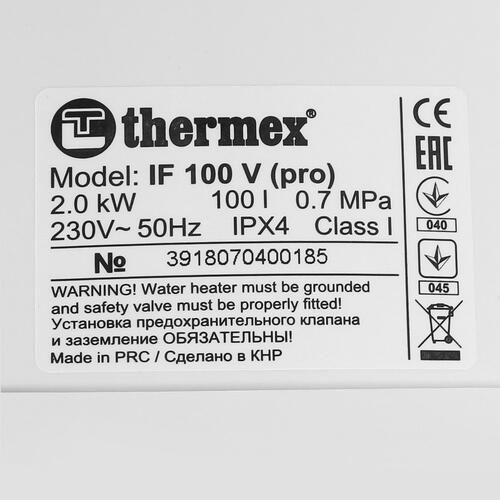 thermex®
Model: IF 100 V (pro)
2.0 kW 100 l 0.7 MPa
230V~ 50Hz IPX4 Class I
№ 3918070400185
WARNING! Water heater must be grounded
and safety valve must be properly fitted!
Установка предохранительного клапана
и заземление ОБЯЗАТЕЛЬНЫ!
Made in PRC / Сделано в КНР
CE
EAC
040
045